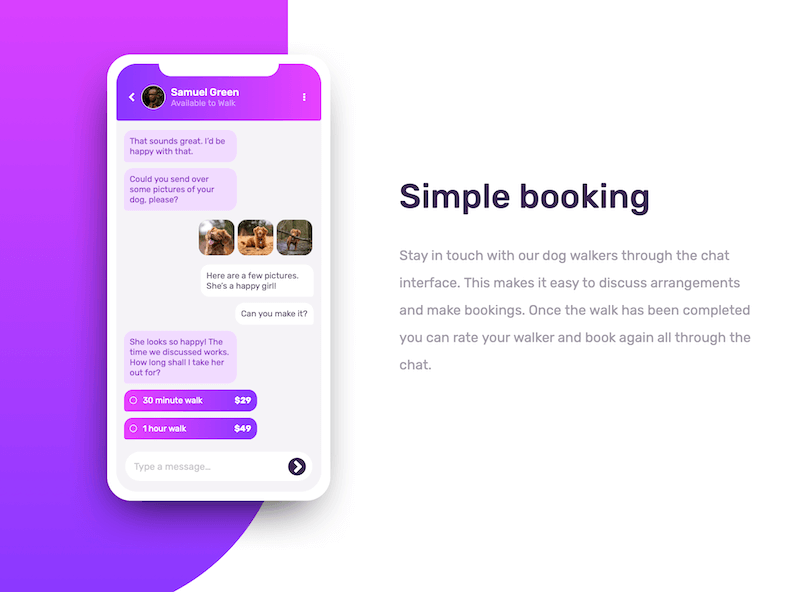 Samuel Green
Available to Walk
That sounds great. I'd be
happy with that.
Could you send over
some pictures of your
dog, please?
Here are a few pictures.
She's a happy girl!
Can you make it?
She looks so happy! The
time we discussed works.
How long shall I take her
out for?
30 minute walk $29
1 hour walk $49
Type a message…
Simple booking
Stay in touch with our dog walkers through the chat
interface. This makes it easy to discuss arrangements
and make bookings. Once the walk has been completed
you can rate your walker and book again all through the
chat.